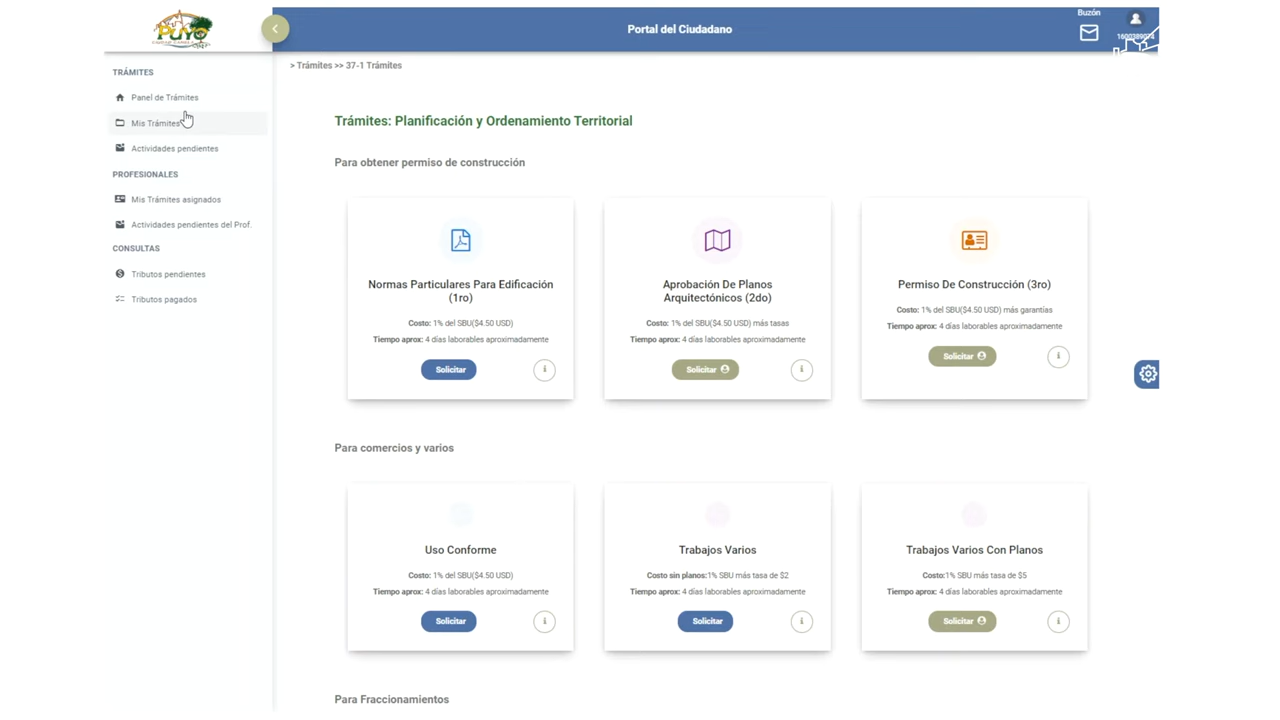 PUYO
Portal del Ciudadano
Buzón
> Trámites >> 37-1 Trámites
TRÁMITES
Panel de Trámites
Mis Trámites
Actividades pendientes
PROFESIONALES
Mis Trámites asignados
Actividades pendientes del Prof.
CONSULTAS
Tributos pendientes
Tributos pagados
Trámites: Planificación y Ordenamiento Territorial
Para obtener permiso de construcción
Normas Particulares Para Edificación
(1ro)
Costo: 1% del SBU($4.50 USD)
Tiempo aprox: 4 días laborables aproximadamente
Solicitar
Aprobación De Planos
Arquitectónicos (2do)
Costo: 1% del SBU($4.50 USD) más tasas
Tiempo aprox: 4 días laborables aproximadamente
Solicitar
Permiso De Construcción (3ro)
Costo: 1% del SBU($4.50 USD) más garantías
Tiempo aprox: 4 días laborables aproximadamente
Solicitar
Para comercios y varios
Uso Conforme
Costo: 1% del SBU($4.50 USD)
Tiempo aprox: 4 días laborables aproximadamente
Solicitar
Trabajos Varios
Costo sin planos:1% SBU más tasa de $2
Tiempo aprox: 4 días laborables aproximadamente
Solicitar
Trabajos Varios Con Planos
Costo:1% SBU más tasa de $5
Tiempo aprox: 4 días laborables aproximadamente
Solicitar
Para Fraccionamientos